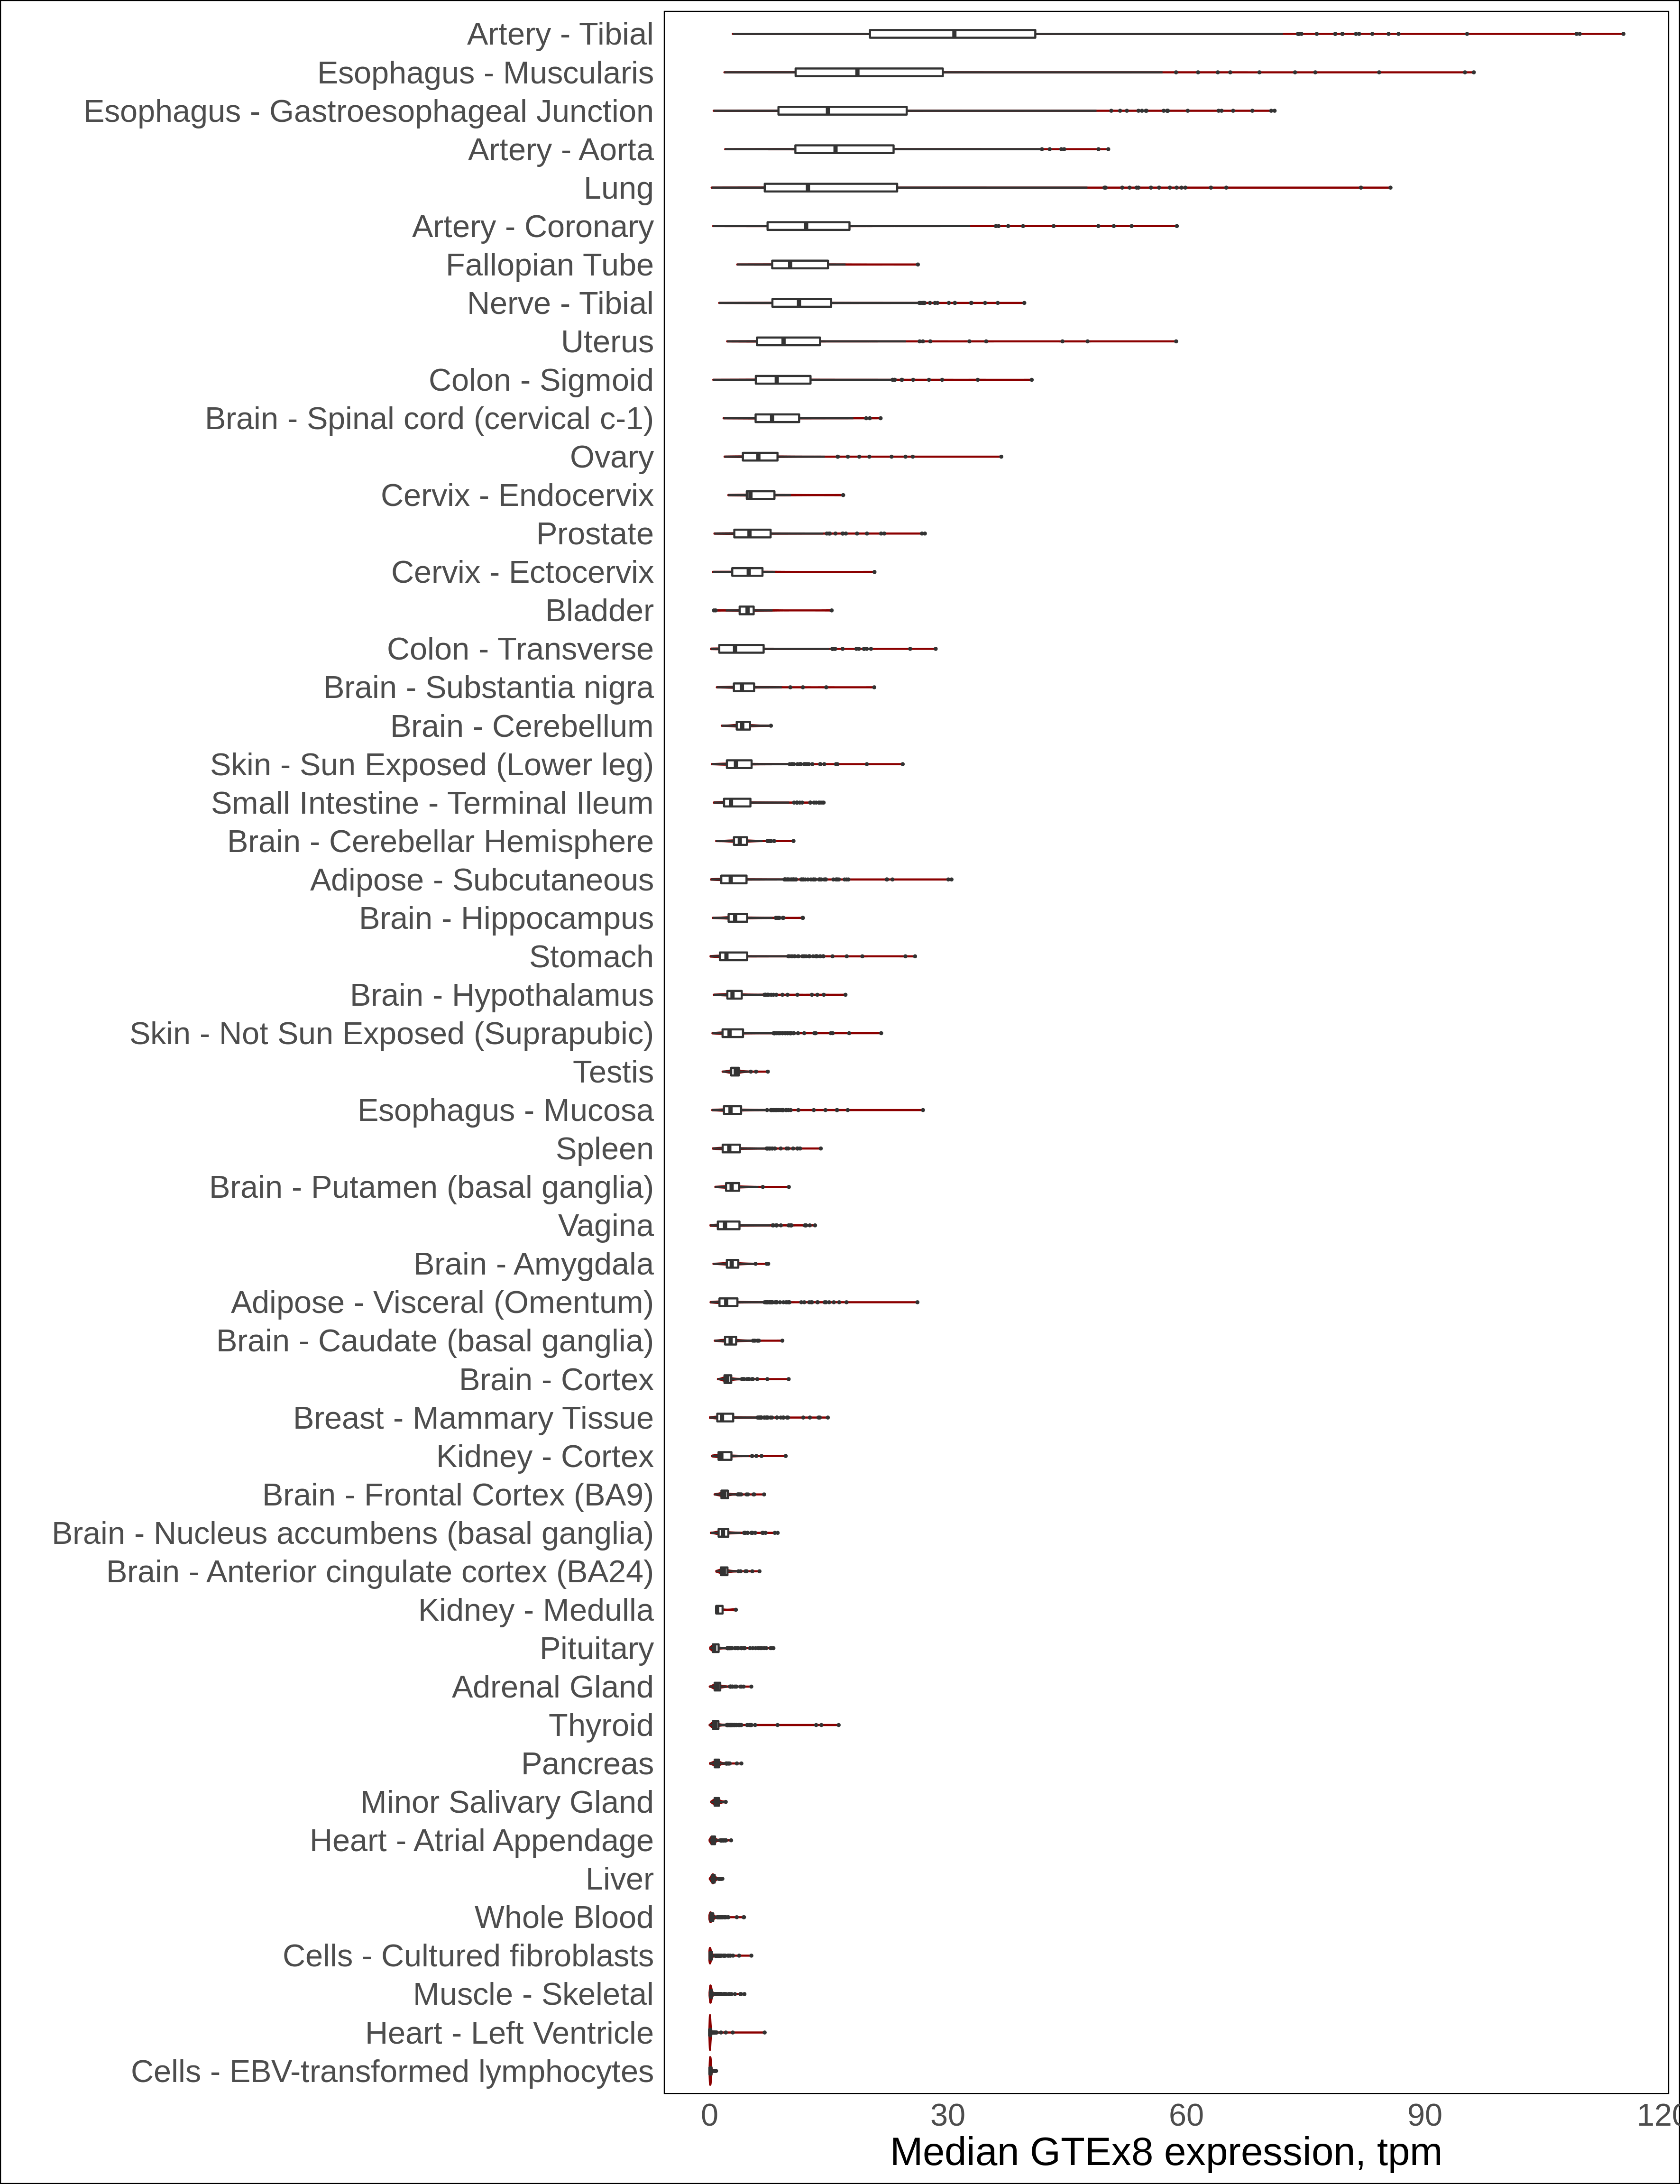 Artery - Tibial
Esophagus - Muscularis
Esophagus - Gastroesophageal Junction
Artery - Aorta
Lung
Artery - Coronary
Fallopian Tube
Nerve - Tibial
Uterus
Colon - Sigmoid
Brain - Spinal cord (cervical c-1)
Ovary
Cervix - Endocervix
Prostate
Cervix - Ectocervix
Bladder
Colon - Transverse
Brain - Substantia nigra
Brain - Cerebellum
Skin - Sun Exposed (Lower leg)
Small Intestine - Terminal Ileum
Brain - Cerebellar Hemisphere
Adipose - Subcutaneous
Brain - Hippocampus
Stomach
Brain - Hypothalamus
Skin - Not Sun Exposed (Suprapubic)
Testis
Esophagus - Mucosa
Spleen
Brain - Putamen (basal ganglia)
Vagina
Brain - Amygdala
Adipose - Visceral (Omentum)
Brain - Caudate (basal ganglia)
Brain - Cortex
Breast - Mammary Tissue
Kidney - Cortex
Brain - Frontal Cortex (BA9)
Brain - Nucleus accumbens (basal ganglia)
Brain - Anterior cingulate cortex (BA24)
Kidney - Medulla
Pituitary
Adrenal Gland
Thyroid
Pancreas
Minor Salivary Gland
Heart - Atrial Appendage
Liver
Whole Blood
Cells - Cultured fibroblasts
Muscle - Skeletal
Heart - Left Ventricle
Cells - EBV-transformed lymphocytes
0 30 60 90 120
Median GTEx8 expression, tpm